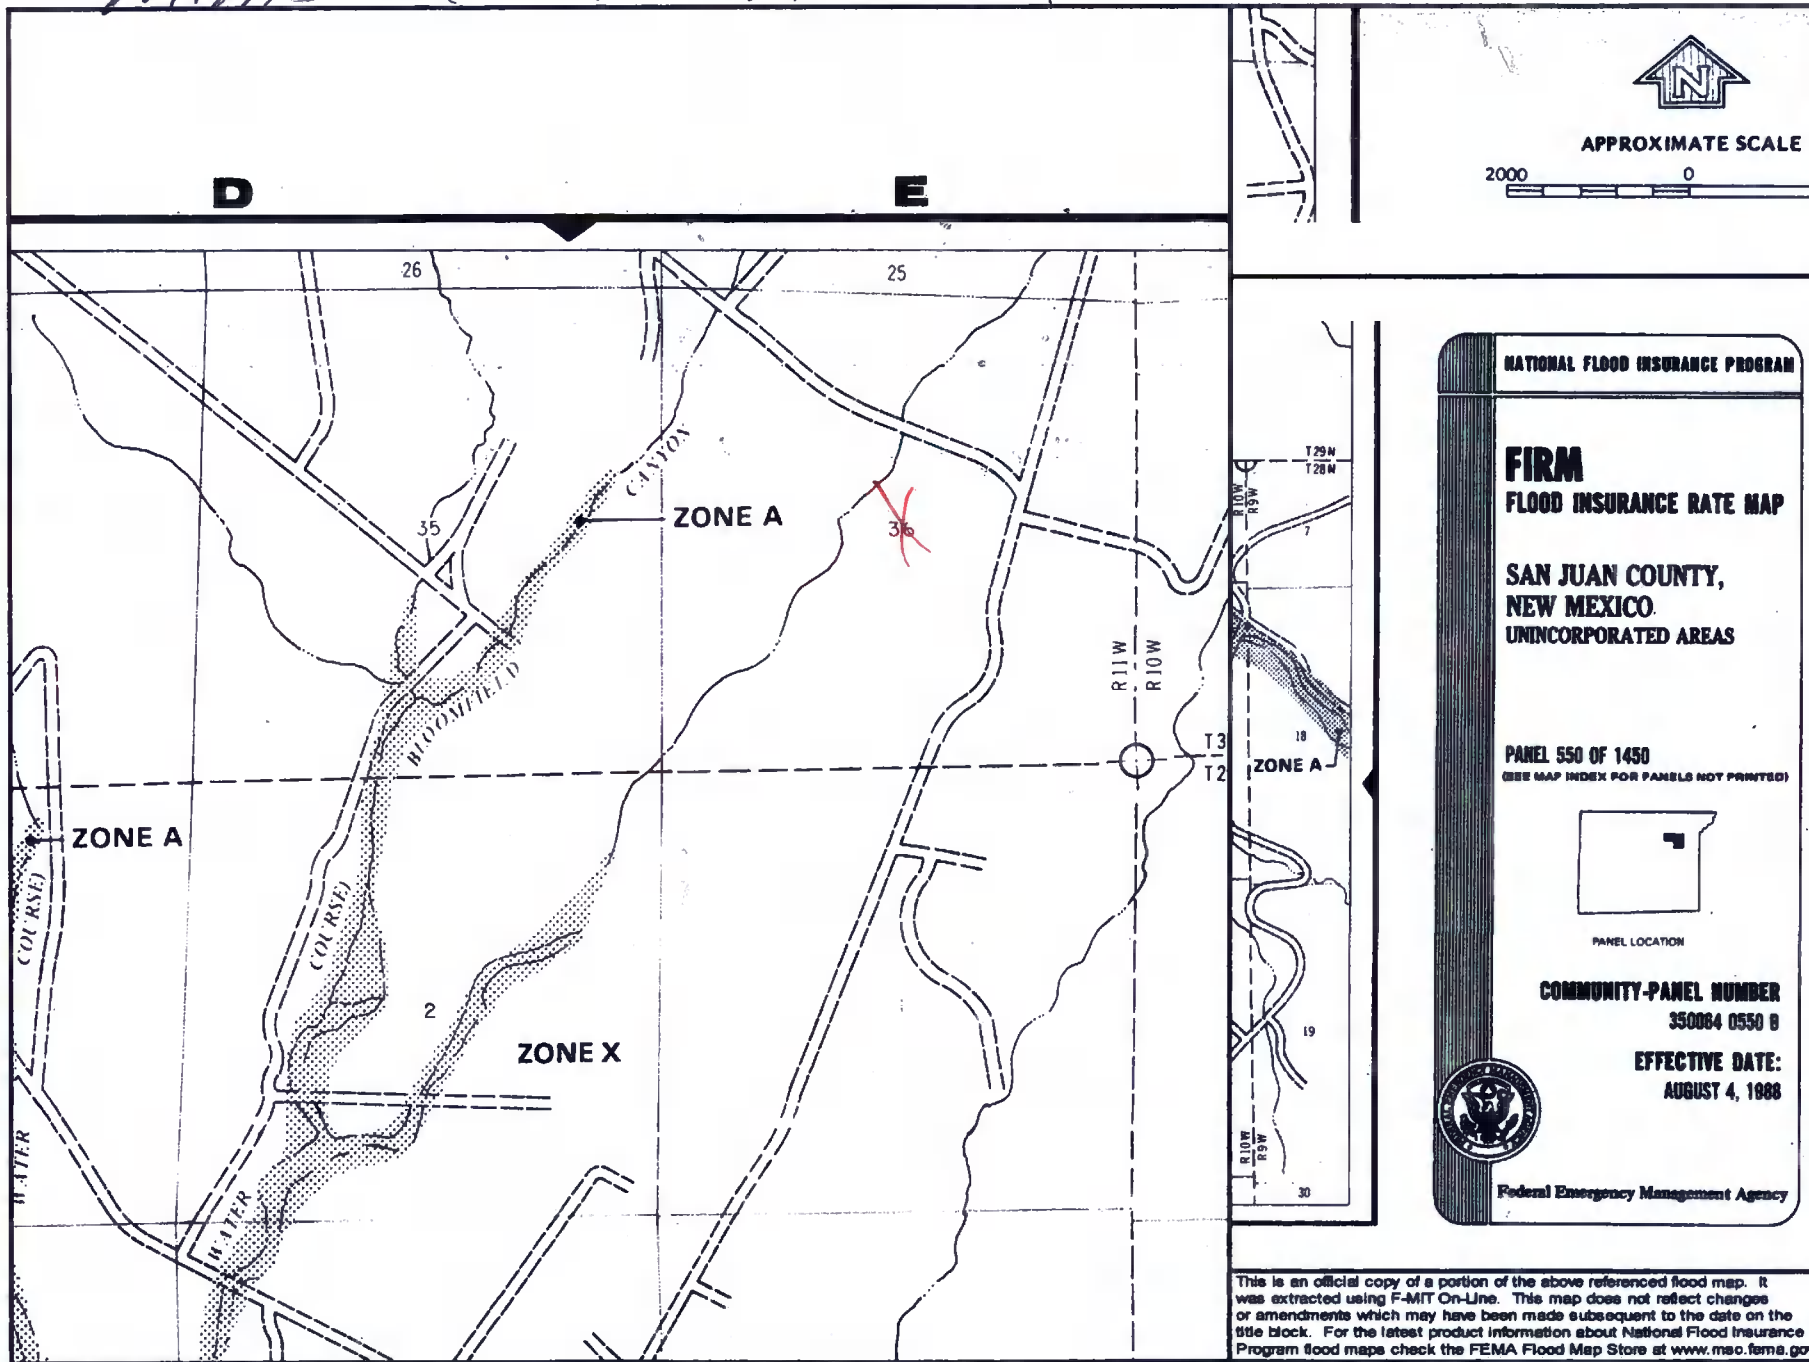 D
E
APPROXIMATE SCALE
2000 0
26
25
CANYON
ZONE A
35
36
BLOOMFIELD
R11W
R10W
T3
T2
ZONE A
COURSE)
COURSE)
2
ZONE X
WATER
WATER
T29N
T28N
R10W
R9W
7
18
ZONE A
19
R10W
R9W
30
NATIONAL FLOOD INSURANCE PROGRAM
FIRM
FLOOD INSURANCE RATE MAP
SAN JUAN COUNTY,
NEW MEXICO
UNINCORPORATED AREAS
PANEL 550 OF 1450
(SEE MAP INDEX FOR PANELS NOT PRINTED)
PANEL LOCATION
COMMUNITY-PANEL NUMBER
350064 0550 B
EFFECTIVE DATE:
AUGUST 4, 1988
Federal Emergency Management Agency
This is an official copy of a portion of the above referenced flood map. It
was extracted using F-MIT On-Line. This map does not reflect changes
or amendments which may have been made subsequent to the date on the
title block. For the latest product information about National Flood Insurance
Program flood maps check the FEMA Flood Map Store at www.msc.fema.gov